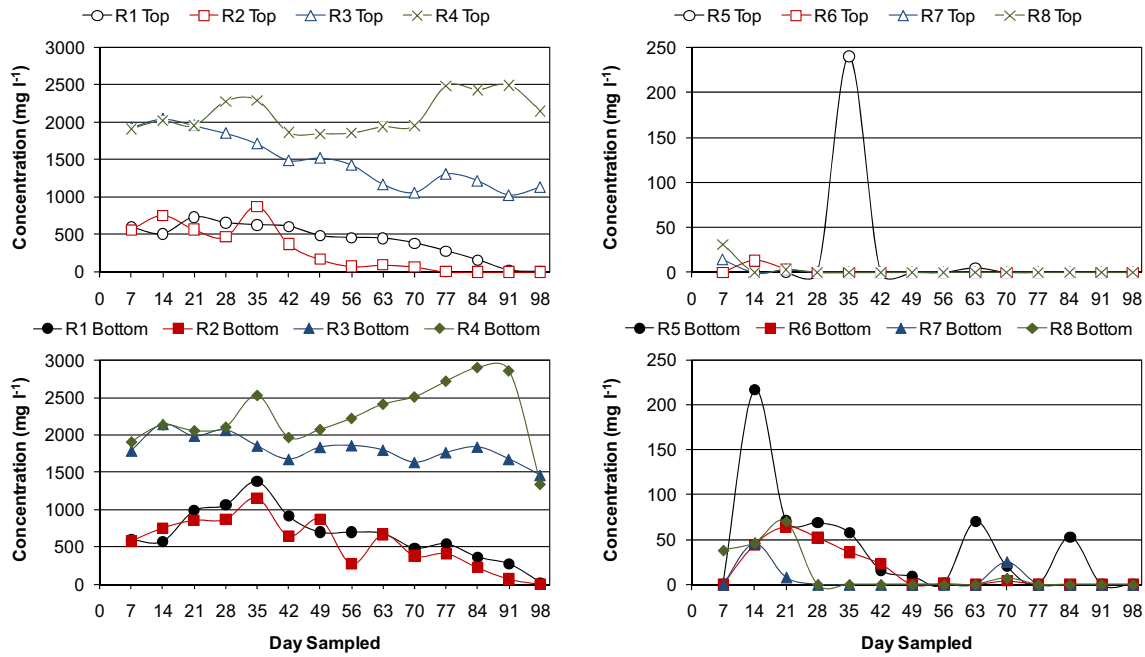 R1 Top R2 Top R3 Top R4 Top
Concentration (mg l-1)
3000
2500
2000
1500
1000
500
0
0 7 14 21 28 35 42 49 56 63 70 77 84 91 98
R5 Top R6 Top R7 Top R8 Top
Concentration (mg l-1)
250
200
150
100
50
0
0 7 14 21 28 35 42 49 56 63 70 77 84 91 98
R1 Bottom R2 Bottom R3 Bottom R4 Bottom
Concentration (mg l-1)
3000
2500
2000
1500
1000
500
0
0 7 14 21 28 35 42 49 56 63 70 77 84 91 98
Day Sampled
R5 Bottom R6 Bottom R7 Bottom R8 Bottom
Concentration (mg l-1)
250
200
150
100
50
0
0 7 14 21 28 35 42 49 56 63 70 77 84 91 98
Day Sampled